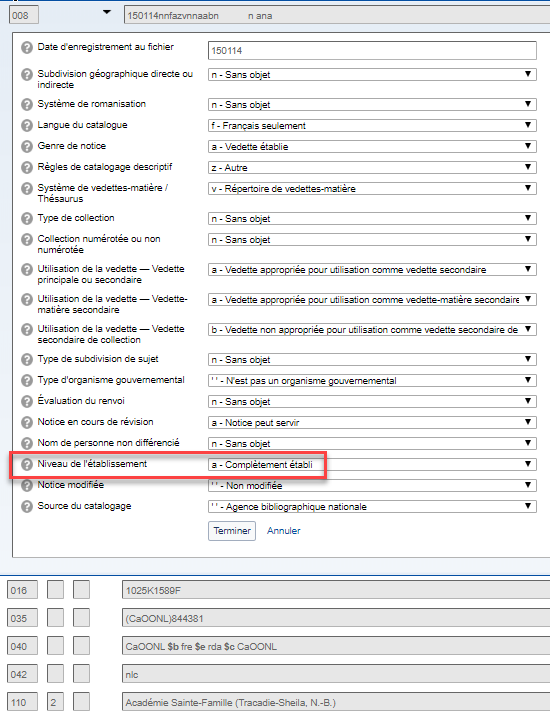 008 150114nnfazvnnaabn n ana
Date d'enregistrement au fichier 150114
Subdivision géographique directe ou
indirecte n - Sans objet
Système de romanisation n - Sans objet
Langue du catalogue f - Français seulement
Genre de notice a - Vedette établie
Règles de catalogage descriptif z - Autre
Système de vedettes-matière /
Thésaurus v - Répertoire de vedettes-matière
Type de collection n - Sans objet
Collection numérotée ou non
numérotée n - Sans objet
Utilisation de la vedette — Vedette
principale ou secondaire a - Vedette appropriée pour utilisation comme vedette secondaire
Utilisation de la vedette — Vedette-
matière secondaire a - Vedette appropriée pour utilisation comme vedette-matière secondaire
Utilisation de la vedette — Vedette
secondaire de collection b - Vedette non appropriée pour utilisation comme vedette secondaire de
Type de subdivision de sujet n - Sans objet
Type d'organisme gouvernemental ' ' - N'est pas un organisme gouvernemental
Évaluation du renvoi n - Sans objet
Notice en cours de révision a - Notice peut servir
Nom de personne non différencié n - Sans objet
Niveau de l'établissement a - Complètement établi
Notice modifiée ' ' - Non modifiée
Source du catalogage ' ' - Agence bibliographique nationale
Terminer Annuler
016 1025K1589F
035 (CaOONL)844381
040 CaOONL $b fre $e rda $c CaOONL
042 nlc
110 2 Académie Sainte-Famille (Tracadie-Sheila, N.-B.)